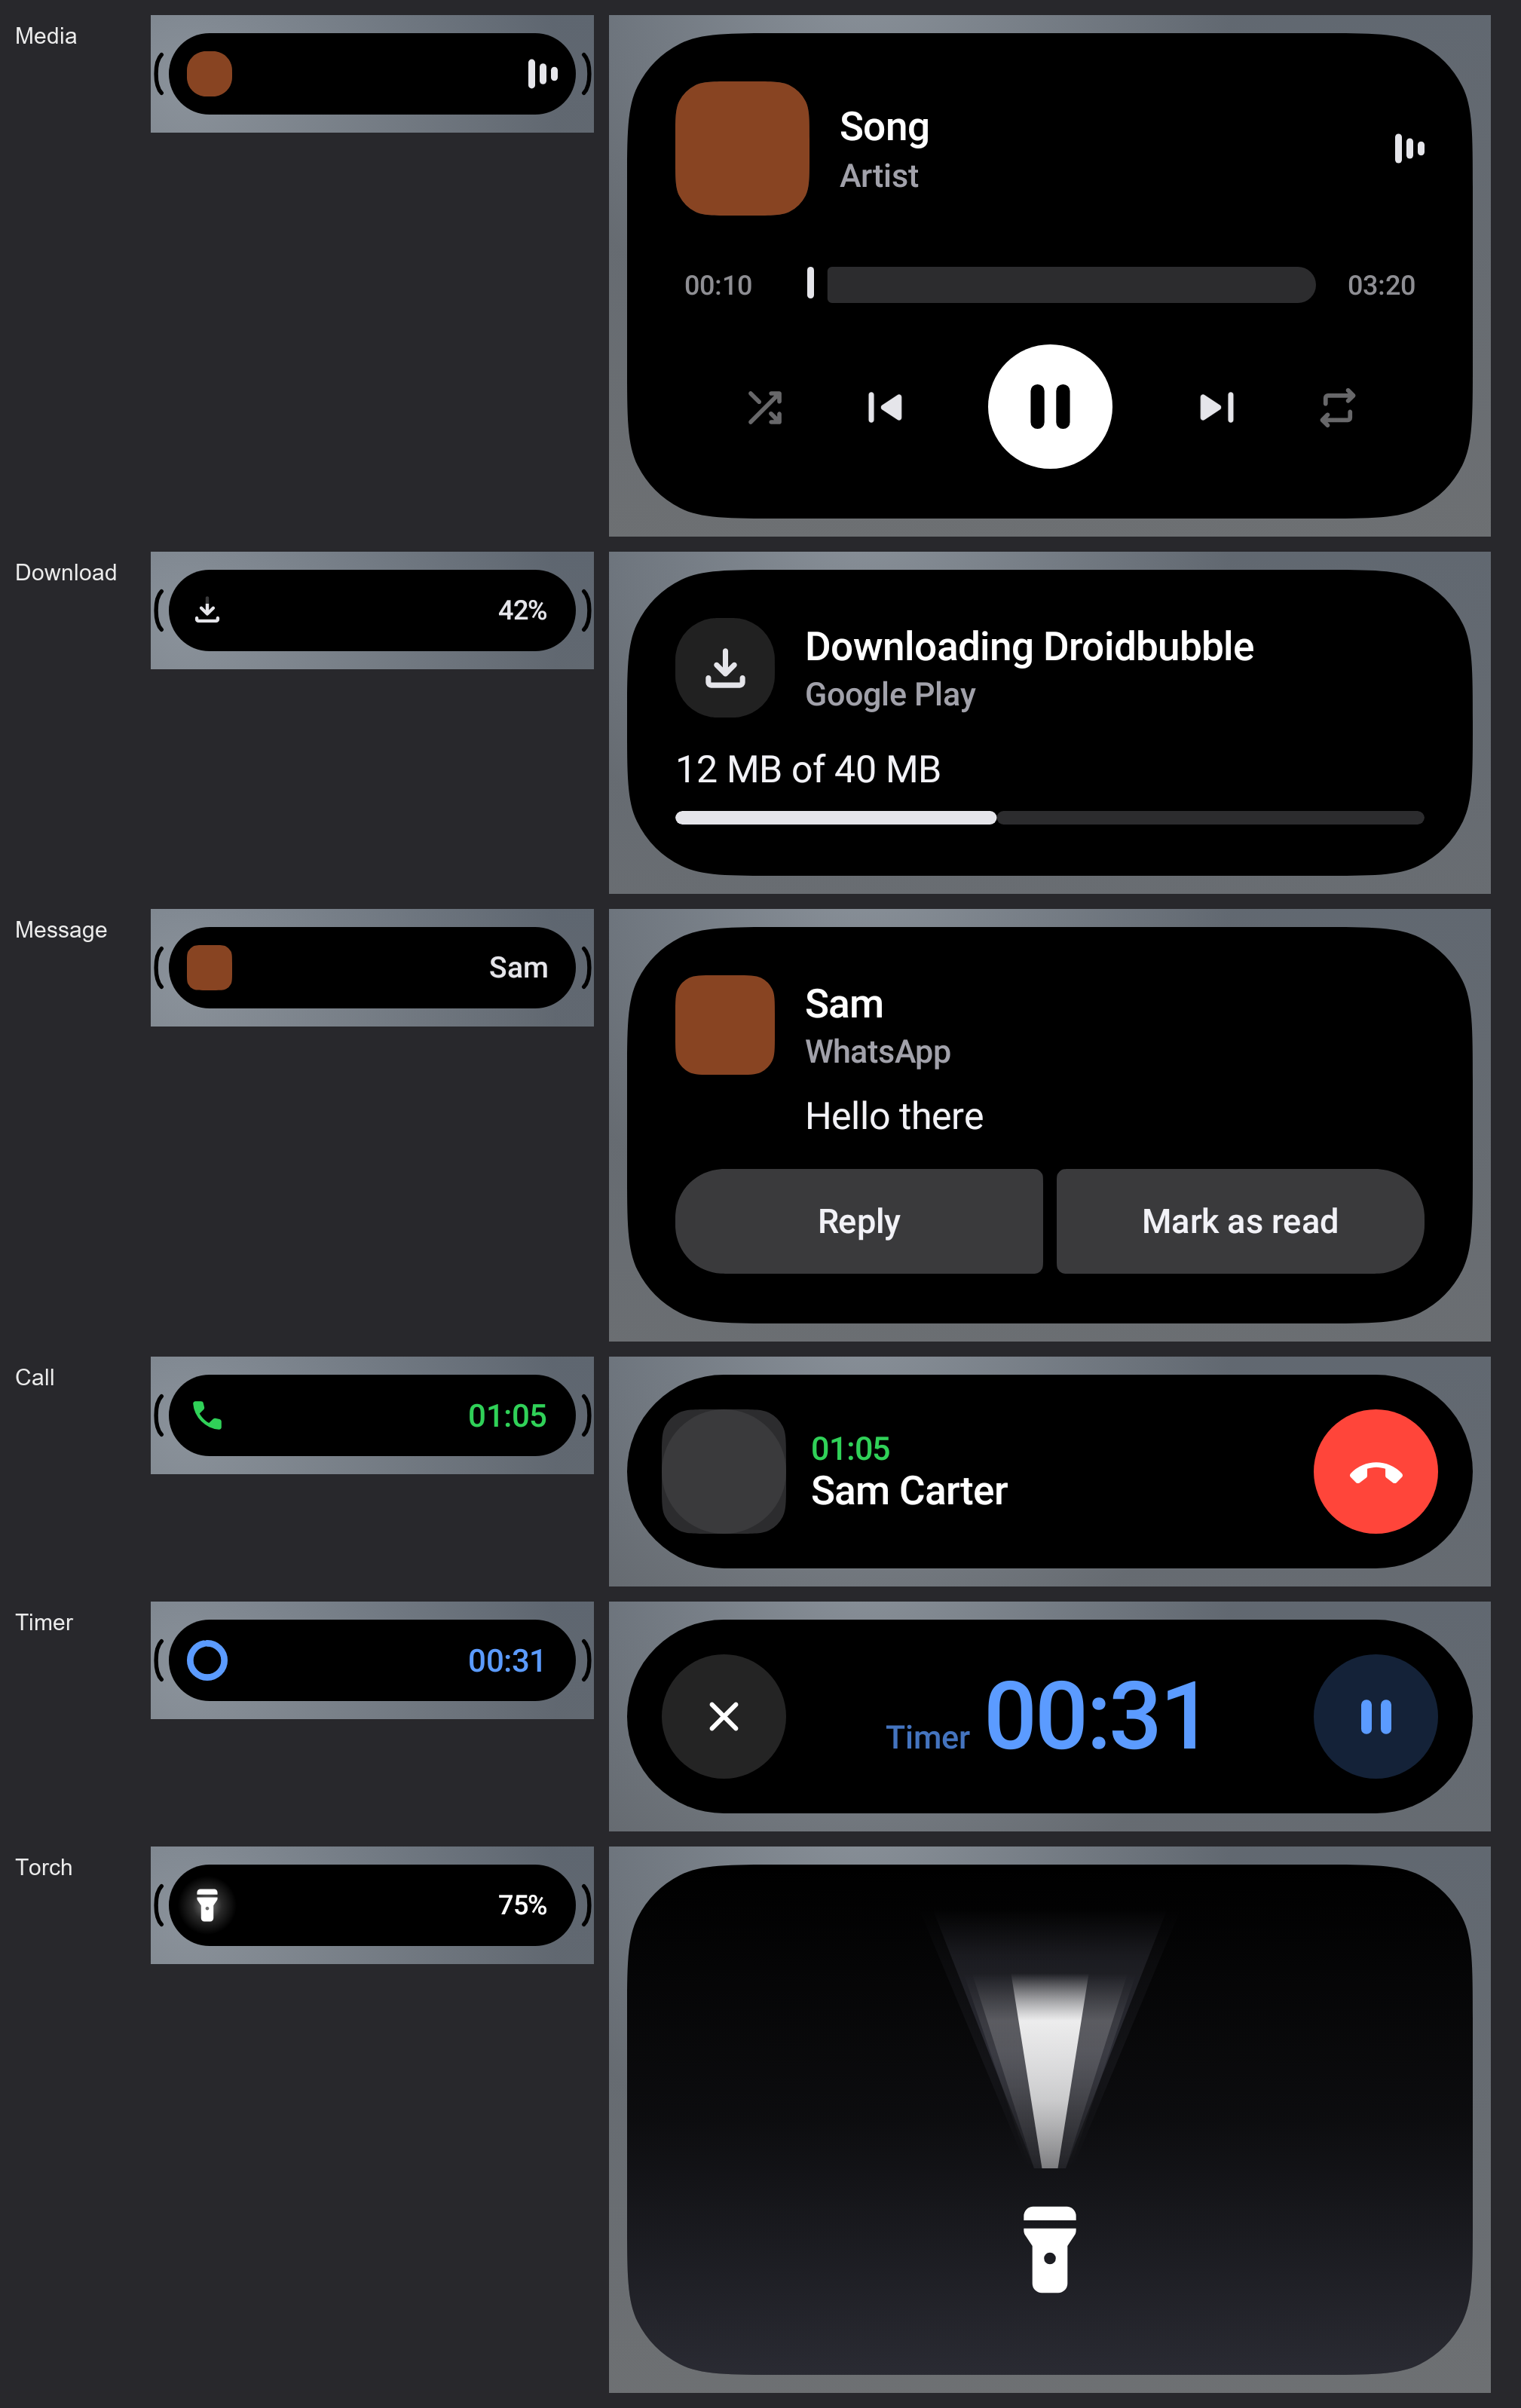 Media
Song
Artist
00:10
03:20
Download
42%
Downloading Droidbubble
Google Play
12 MB of 40 MB
Message
Sam
Sam
WhatsApp
Hello there
Reply
Mark as read
Call
01:05
01:05
Sam Carter
Timer
00:31
Timer 00:31
Torch
75%